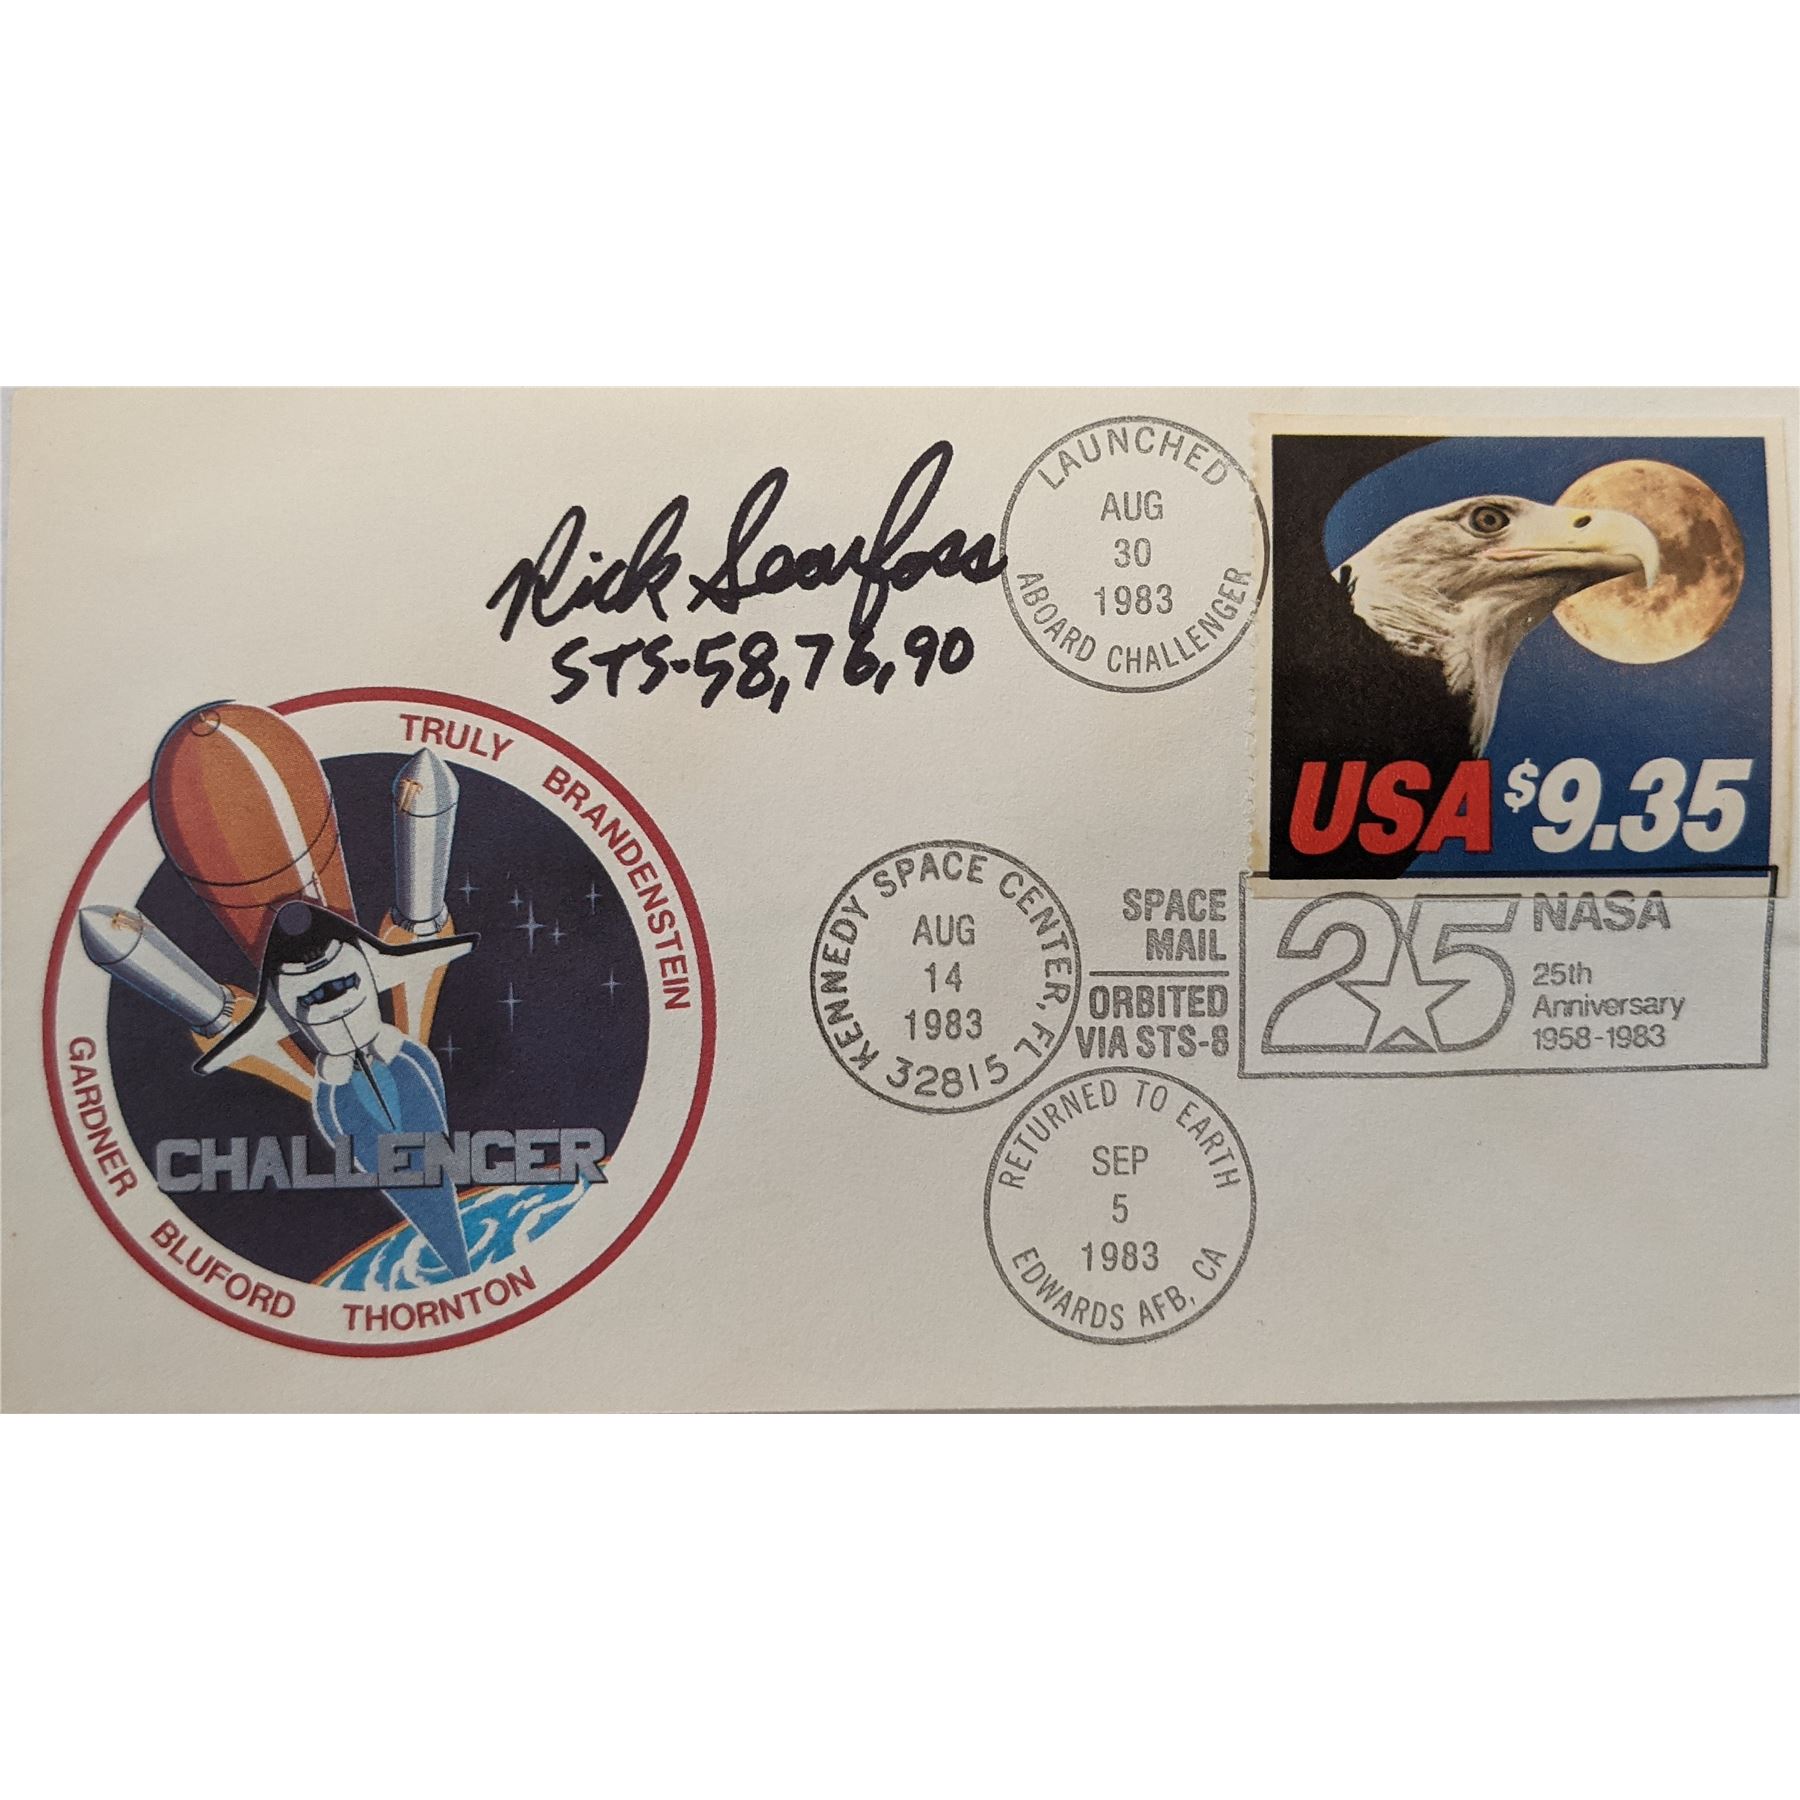 Rick Searfoss
STS-58,76,90
LAUNCHED
AUG
30
1983
ABOARD CHALLENGER
USA $9.35
TRULY BRANDENSTEIN
GARDNER BLUFORD THORNTON
CHALLENGER
KENNEDY SPACE CENTER, FL
AUG
14
1983
32815
SPACE
MAIL
ORBITED
VIA STS-8
25 NASA
25th
Anniversary
1958-1983
RETURNED TO EARTH
SEP
5
1983
EDWARDS AFB, CA